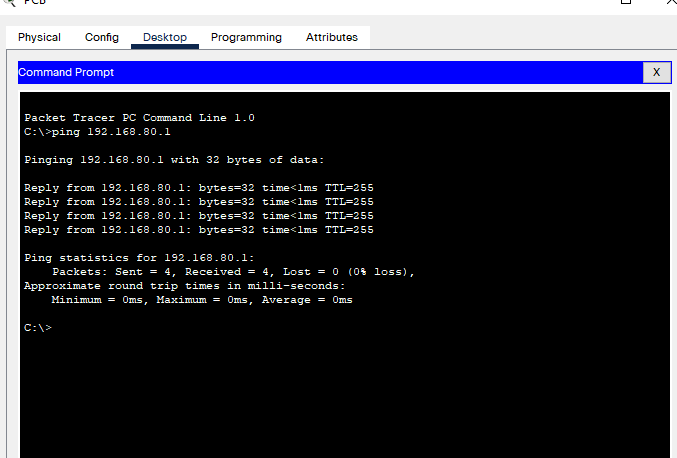 PCB
Physical Config Desktop Programming Attributes
Command Prompt X
Packet Tracer PC Command Line 1.0
C:\>ping 192.168.80.1
Pinging 192.168.80.1 with 32 bytes of data:
Reply from 192.168.80.1: bytes=32 time<1ms TTL=255
Reply from 192.168.80.1: bytes=32 time<1ms TTL=255
Reply from 192.168.80.1: bytes=32 time<1ms TTL=255
Reply from 192.168.80.1: bytes=32 time<1ms TTL=255
Ping statistics for 192.168.80.1:
Packets: Sent = 4, Received = 4, Lost = 0 (0% loss),
Approximate round trip times in milli-seconds:
Minimum = 0ms, Maximum = 0ms, Average = 0ms
C:\>